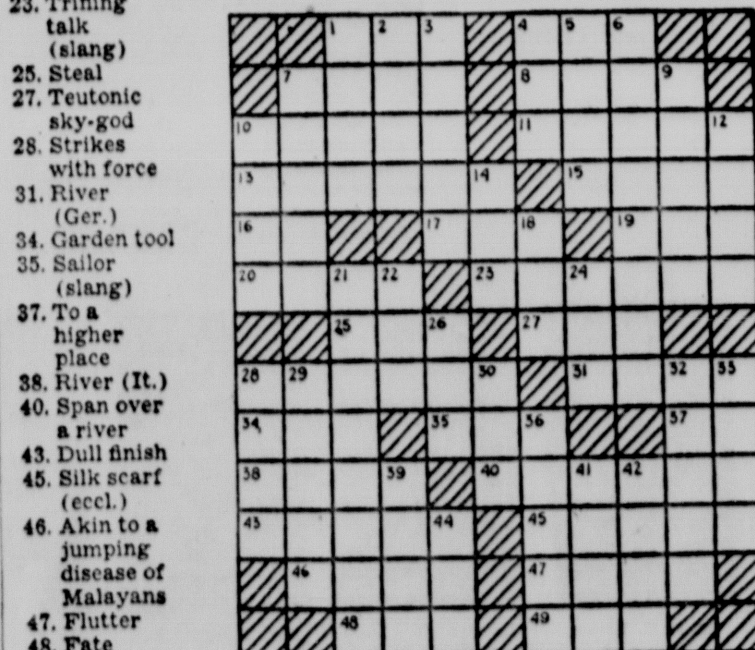 23. Trifling
talk
(slang)
25. Steal
27. Teutonic
sky-god
28. Strikes
with force
31. River
(Ger.)
34. Garden tool
35. Sailor
(slang)
37. To a
higher
place
38. River (It.)
40. Span over
a river
43. Dull finish
45. Silk scarf
(eccl.)
46. Akin to a
jumping
disease of
Malayans
47. Flutter
48. Fate
1 2 3 4 5 6
7 8 9
10 11 12
13 14 15
16 17 18 19
20 21 22 23 24
25 26 27
28 29 30 31 32 33
34 35 36 37
38 39 40 41 42
43 44 45
46 47
48 49